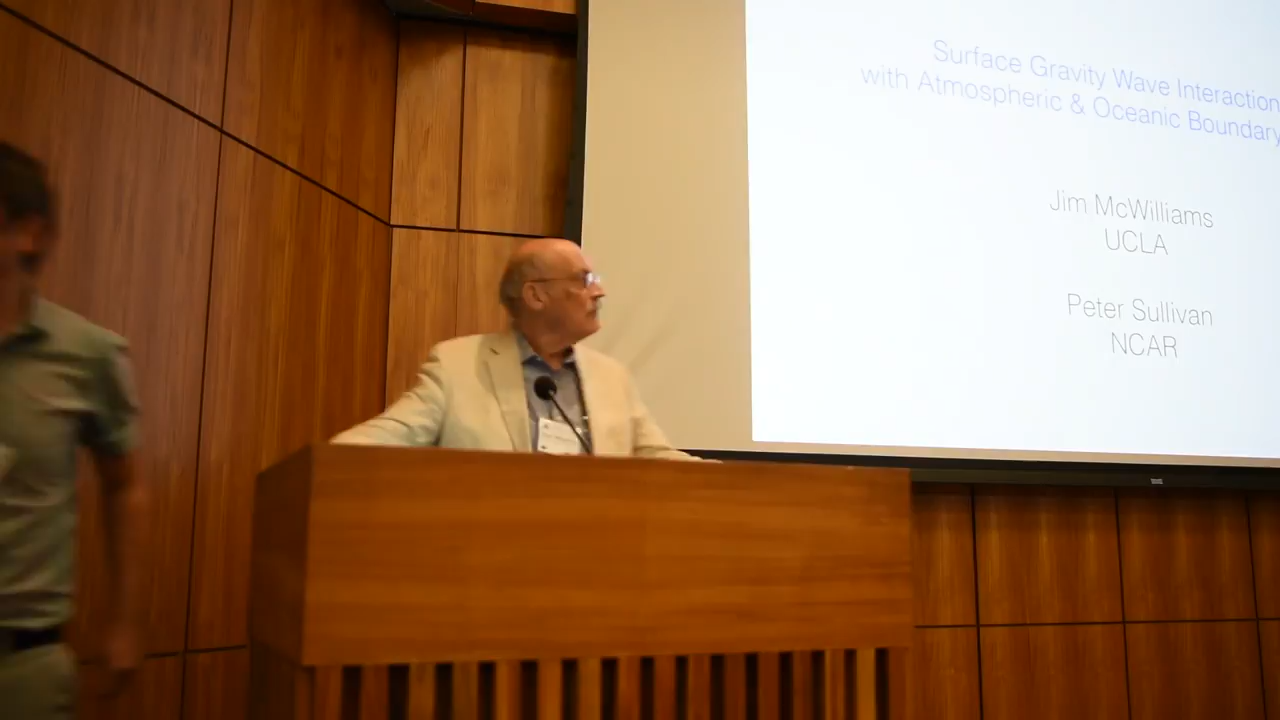 Surface Gravity Wave Interaction
with Atmospheric & Oceanic Boundary
Jim McWilliams
UCLA
Peter Sullivan
NCAR